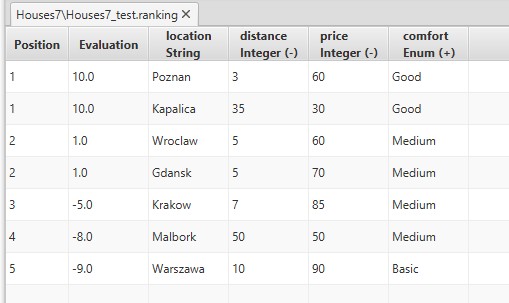 Houses7\Houses7_test.ranking ×
Position Evaluation location String distance Integer (-) price Integer (-) comfort Enum (+)
1 10.0 Poznan 3 60 Good
1 10.0 Kapalica 35 30 Good
2 1.0 Wroclaw 5 60 Medium
2 1.0 Gdansk 5 70 Medium
3 -5.0 Krakow 7 85 Medium
4 -8.0 Malbork 50 50 Medium
5 -9.0 Warszawa 10 90 Basic